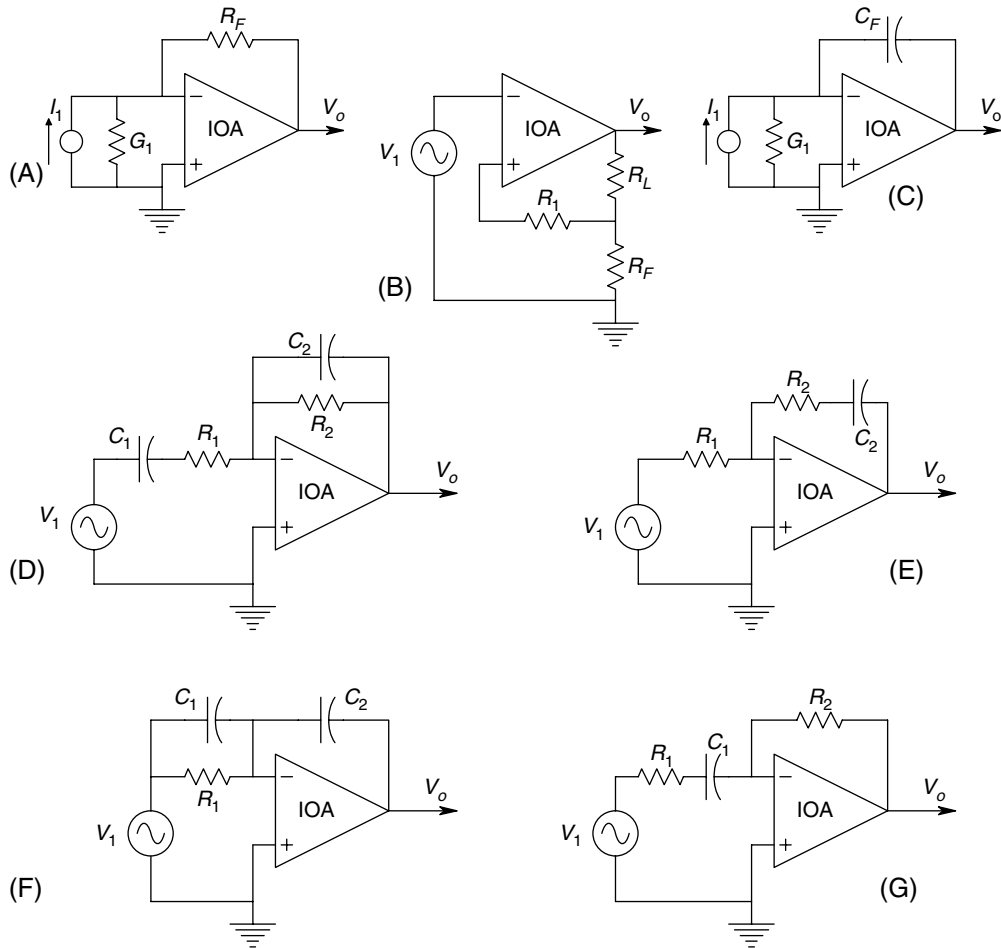 R_F
I_1
G_1
IOA
−
+
V_o
(A)
V_1
IOA
−
+
V_o
R_L
R_1
R_F
(B)
C_F
I_1
G_1
IOA
−
+
V_o
(C)
C_2
R_2
C_1
R_1
IOA
−
+
V_1
V_o
(D)
R_2
C_2
R_1
IOA
−
+
V_1
V_o
(E)
C_1
C_2
R_1
IOA
−
+
V_1
V_o
(F)
R_2
C_1
R_1
IOA
−
+
V_1
V_o
(G)